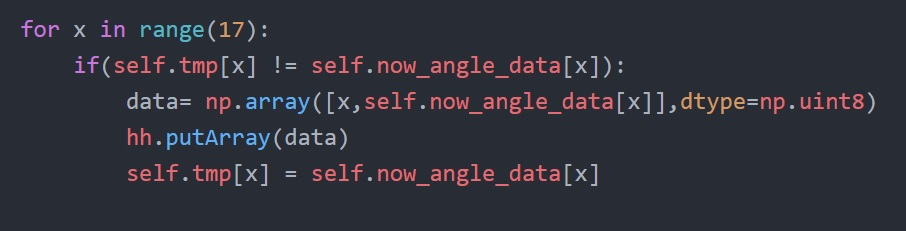 for x in range(17):
    if(self.tmp[x] != self.now_angle_data[x]):
        data= np.array([x,self.now_angle_data[x]],dtype=np.uint8)
        hh.putArray(data)
        self.tmp[x] = self.now_angle_data[x]